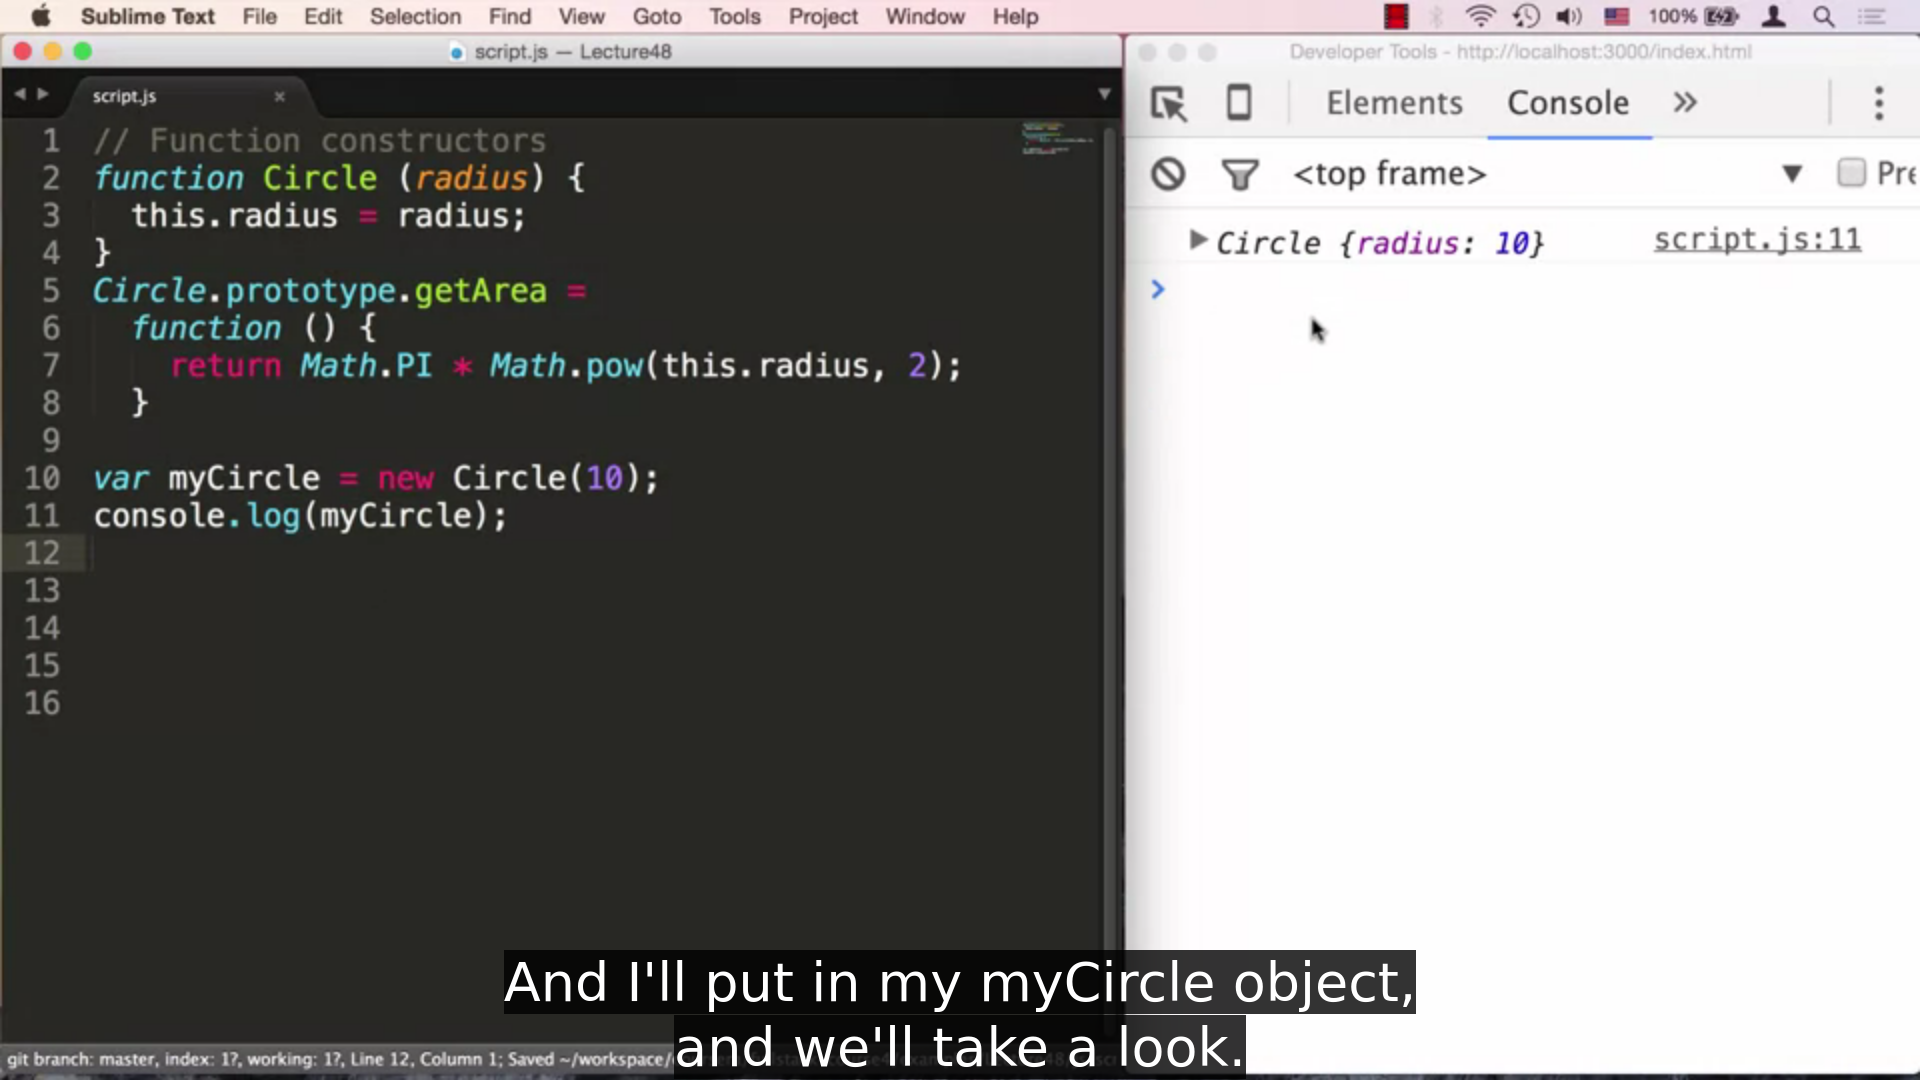 Sublime Text File Edit Selection Find View Goto Tools Project Window Help 100%
script.js — Lecture48
script.js
1 // Function constructors
2 function Circle (radius) {
3 this.radius = radius;
4 }
5 Circle.prototype.getArea =
6 function () {
7 return Math.PI * Math.pow(this.radius, 2);
8 }
9
10 var myCircle = new Circle(10);
11 console.log(myCircle);
12
13
14
15
16
git branch: master, index: 1?, working: 1?, Line 12, Column 1; Saved ~/workspace/
Developer Tools - http://localhost:3000/index.html
Elements Console »
<top frame> ▼ Pre
Circle {radius: 10} script.js:11
>
And I'll put in my myCircle object,
and we'll take a look.